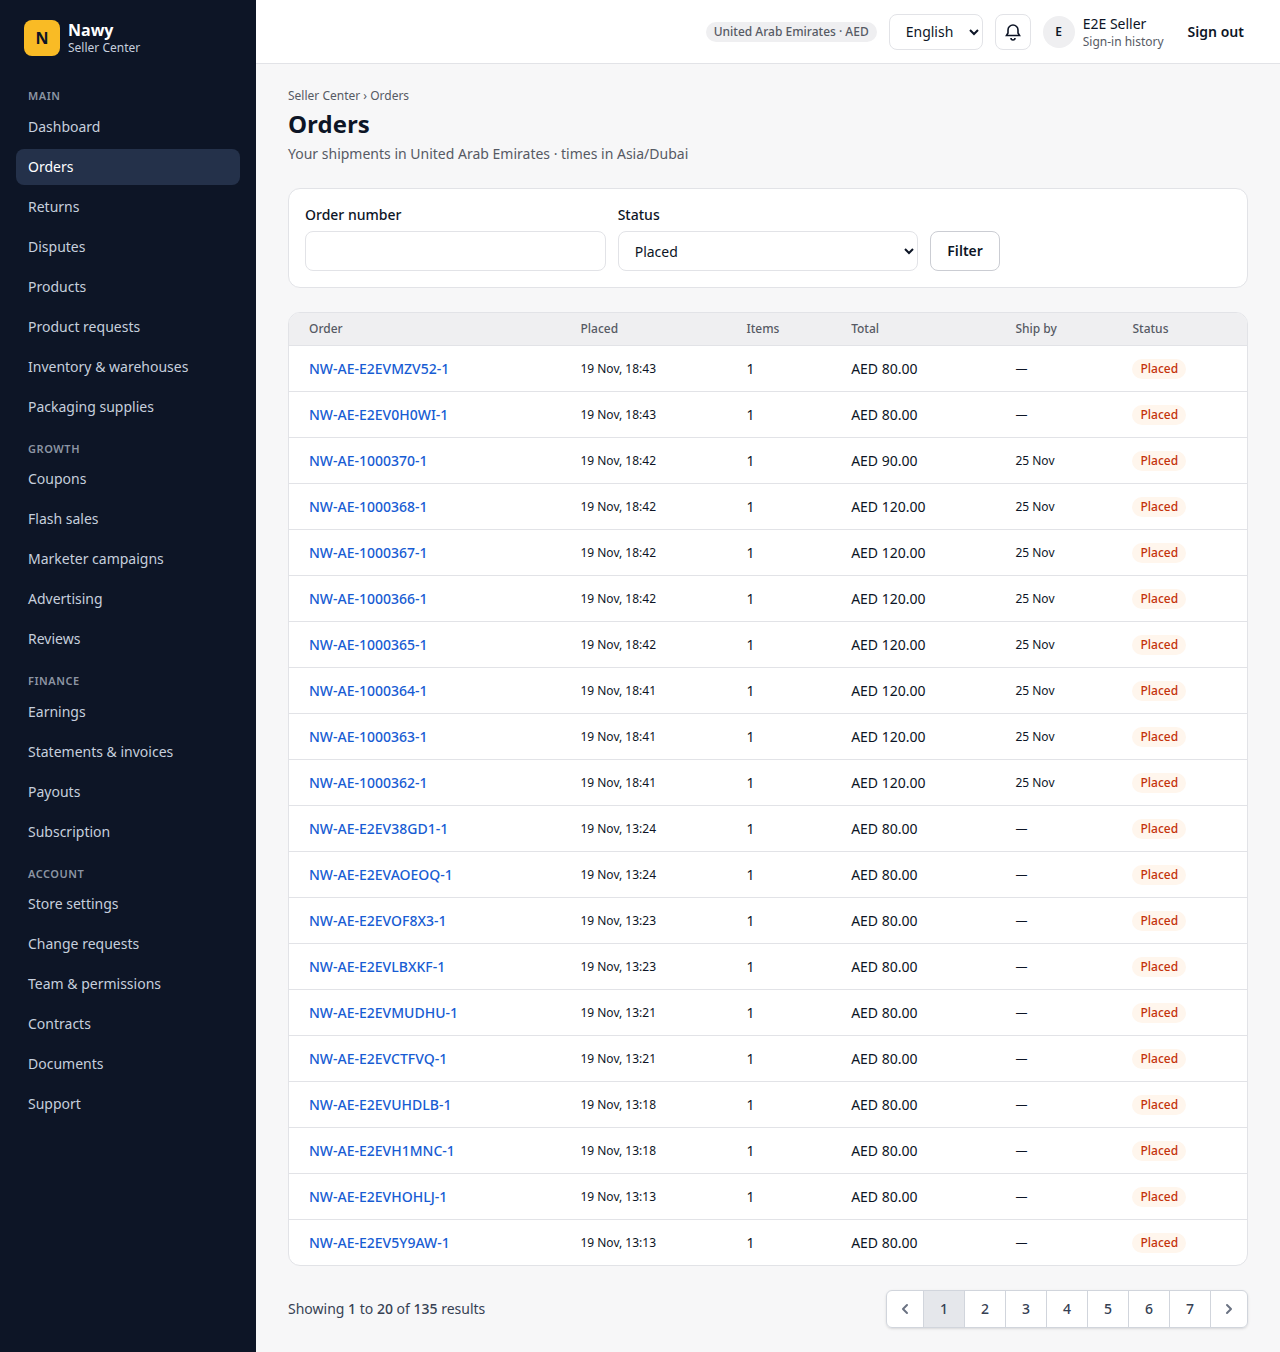 N
Nawy
Seller Center
MAIN
Dashboard
Orders
Returns
Disputes
Products
Product requests
Inventory & warehouses
Packaging supplies
GROWTH
Coupons
Flash sales
Marketer campaigns
Advertising
Reviews
FINANCE
Earnings
Statements & invoices
Payouts
Subscription
ACCOUNT
Store settings
Change requests
Team & permissions
Contracts
Documents
Support
United Arab Emirates · AED
English
E
E2E Seller
Sign-in history
Sign out
Seller Center › Orders
Orders
Your shipments in United Arab Emirates · times in Asia/Dubai
Order number Status
Placed Filter
Order Placed Items Total Ship by Status
NW-AE-E2EVMZV52-1 19 Nov, 18:43 1 AED 80.00 — Placed
NW-AE-E2EV0H0WI-1 19 Nov, 18:43 1 AED 80.00 — Placed
NW-AE-1000370-1 19 Nov, 18:42 1 AED 90.00 25 Nov Placed
NW-AE-1000368-1 19 Nov, 18:42 1 AED 120.00 25 Nov Placed
NW-AE-1000367-1 19 Nov, 18:42 1 AED 120.00 25 Nov Placed
NW-AE-1000366-1 19 Nov, 18:42 1 AED 120.00 25 Nov Placed
NW-AE-1000365-1 19 Nov, 18:42 1 AED 120.00 25 Nov Placed
NW-AE-1000364-1 19 Nov, 18:41 1 AED 120.00 25 Nov Placed
NW-AE-1000363-1 19 Nov, 18:41 1 AED 120.00 25 Nov Placed
NW-AE-1000362-1 19 Nov, 18:41 1 AED 120.00 25 Nov Placed
NW-AE-E2EV38GD1-1 19 Nov, 13:24 1 AED 80.00 — Placed
NW-AE-E2EVAOEOQ-1 19 Nov, 13:24 1 AED 80.00 — Placed
NW-AE-E2EVOF8X3-1 19 Nov, 13:23 1 AED 80.00 — Placed
NW-AE-E2EVLBXKF-1 19 Nov, 13:23 1 AED 80.00 — Placed
NW-AE-E2EVMUDHU-1 19 Nov, 13:21 1 AED 80.00 — Placed
NW-AE-E2EVCTFVQ-1 19 Nov, 13:21 1 AED 80.00 — Placed
NW-AE-E2EVUHDLB-1 19 Nov, 13:18 1 AED 80.00 — Placed
NW-AE-E2EVH1MNC-1 19 Nov, 13:18 1 AED 80.00 — Placed
NW-AE-E2EVHOHLJ-1 19 Nov, 13:13 1 AED 80.00 — Placed
NW-AE-E2EV5Y9AW-1 19 Nov, 13:13 1 AED 80.00 — Placed
Showing 1 to 20 of 135 results
1 2 3 4 5 6 7